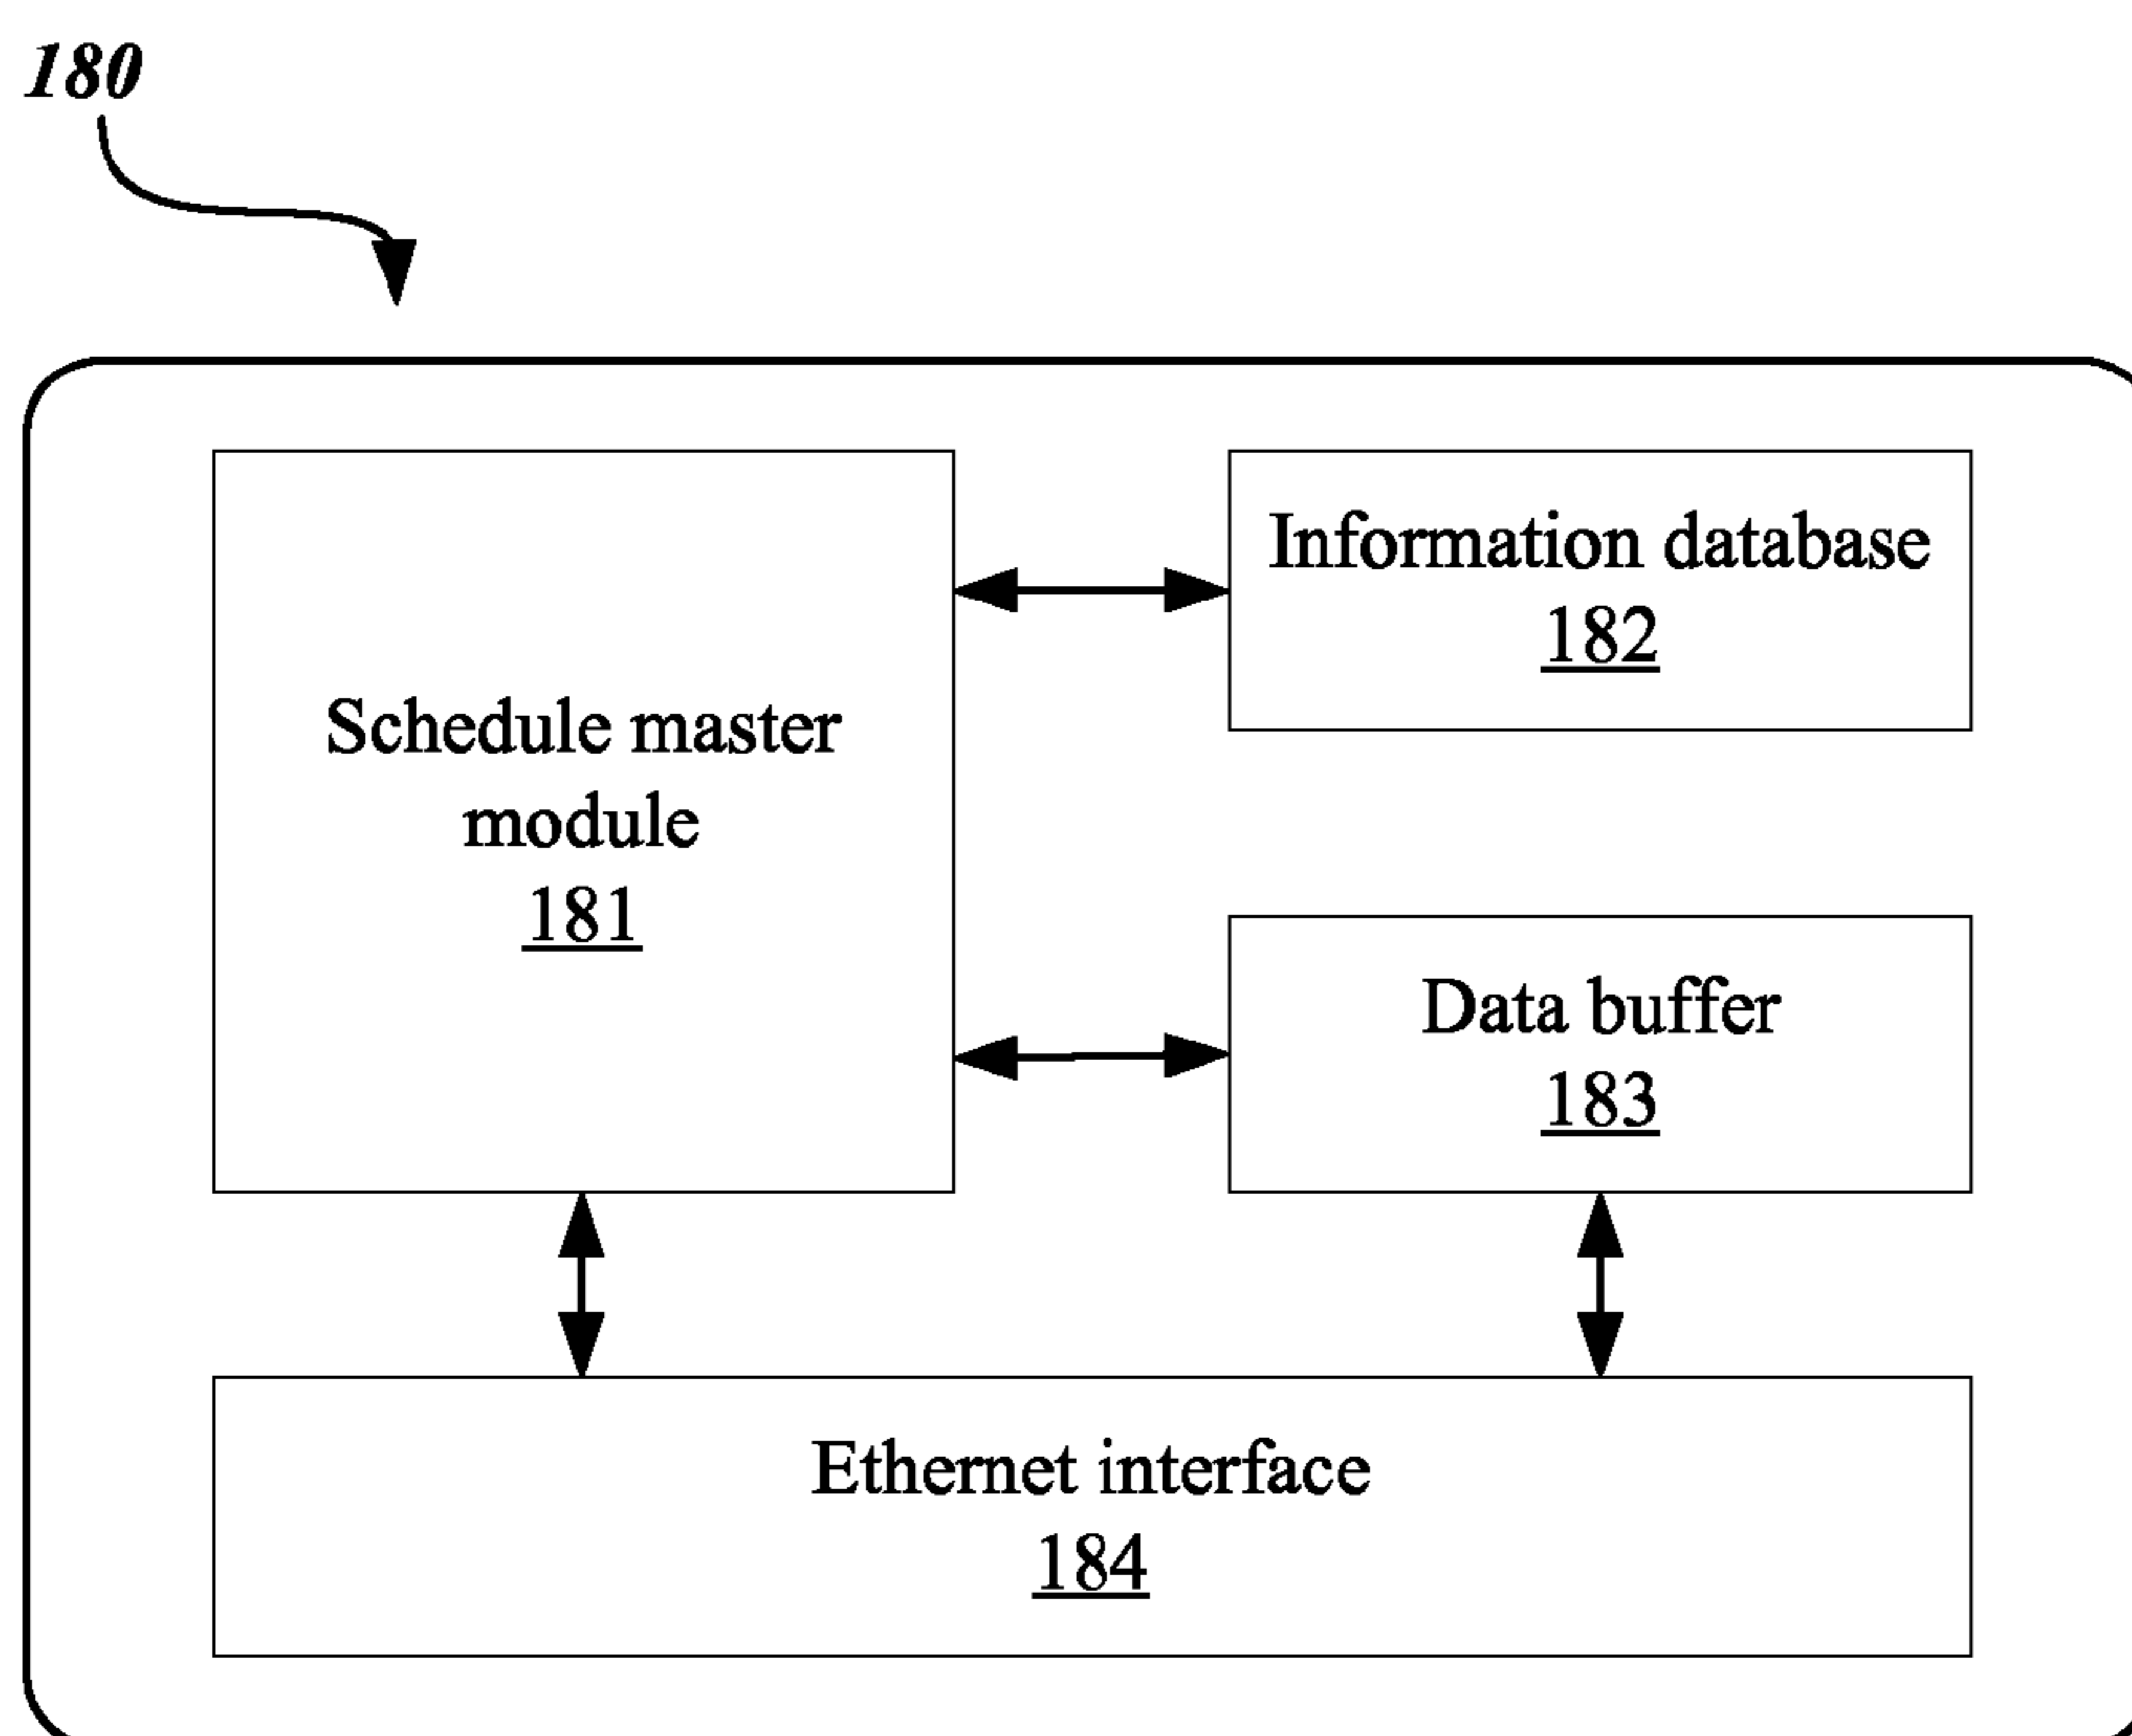 180
Information database
182
Schedule master
module
181
Data buffer
183
Ethernet interface
184